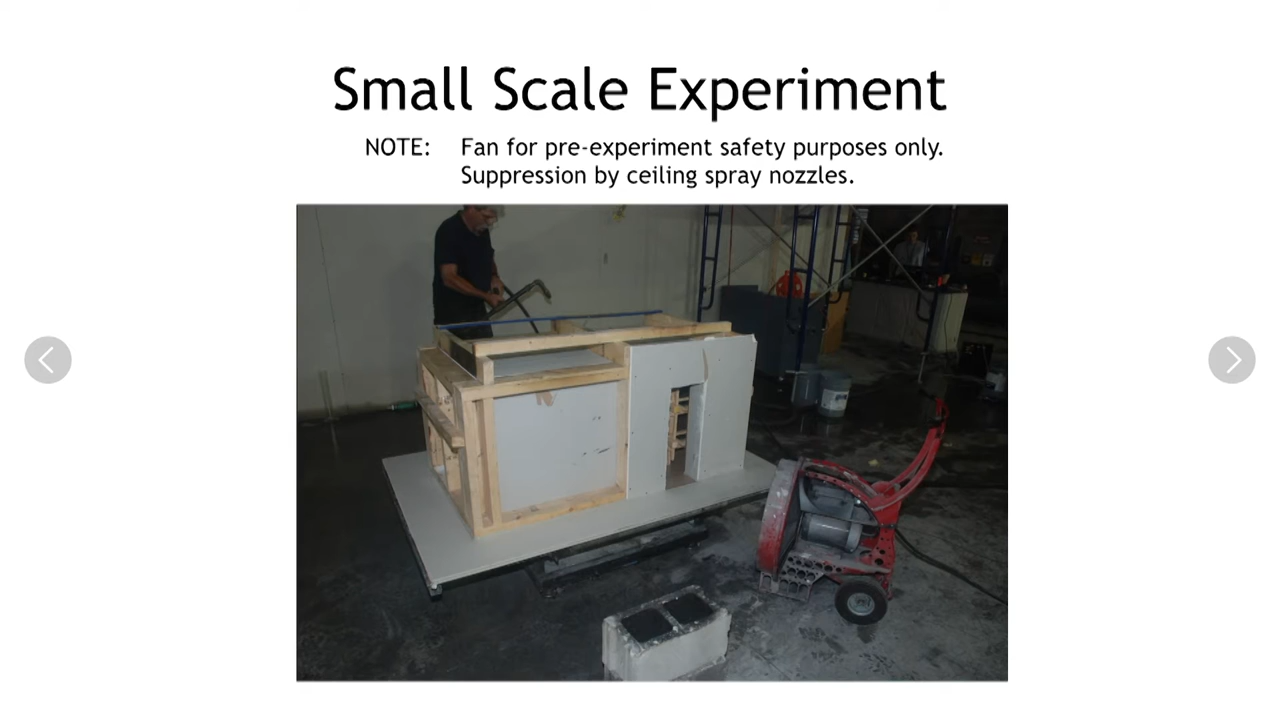 Small Scale Experiment
NOTE: Fan for pre-experiment safety purposes only.
Suppression by ceiling spray nozzles.